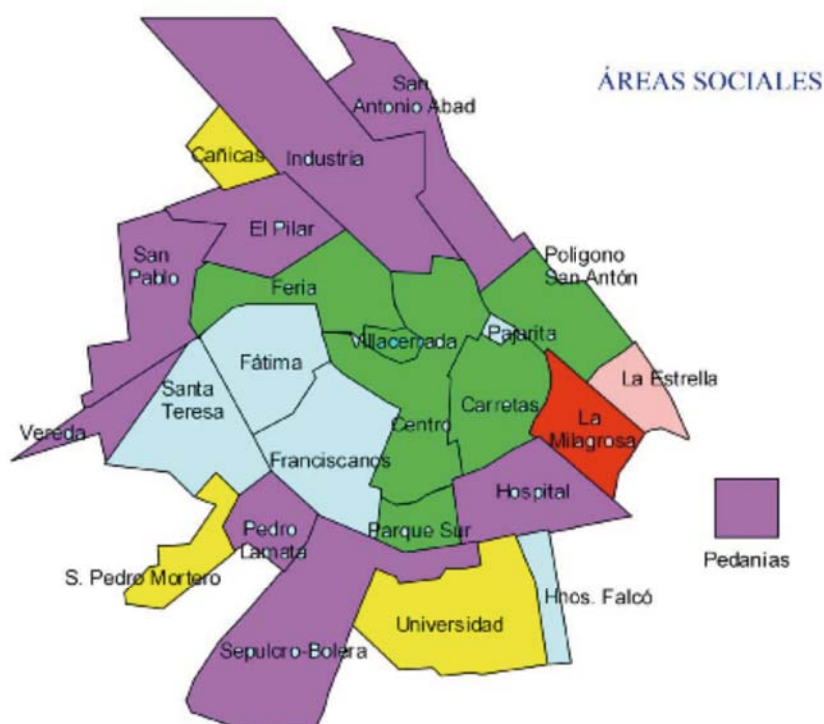 ÁREAS SOCIALES
San
Antonio Abad
Cañicas
Industria
El Pilar
San
Pablo
Polígono
San Antón
Feria
Villacerrada
Pajarita
Fátima
La Estrella
Santa
Teresa
Carretas
Centro
La
Milagrosa
Vereda
Franciscanos
Hospital
Parque Sur
Pedro
Lamata
Pedanías
S. Pedro Mortero
Hnos. Falcó
Universidad
Sepulcro-Bolera